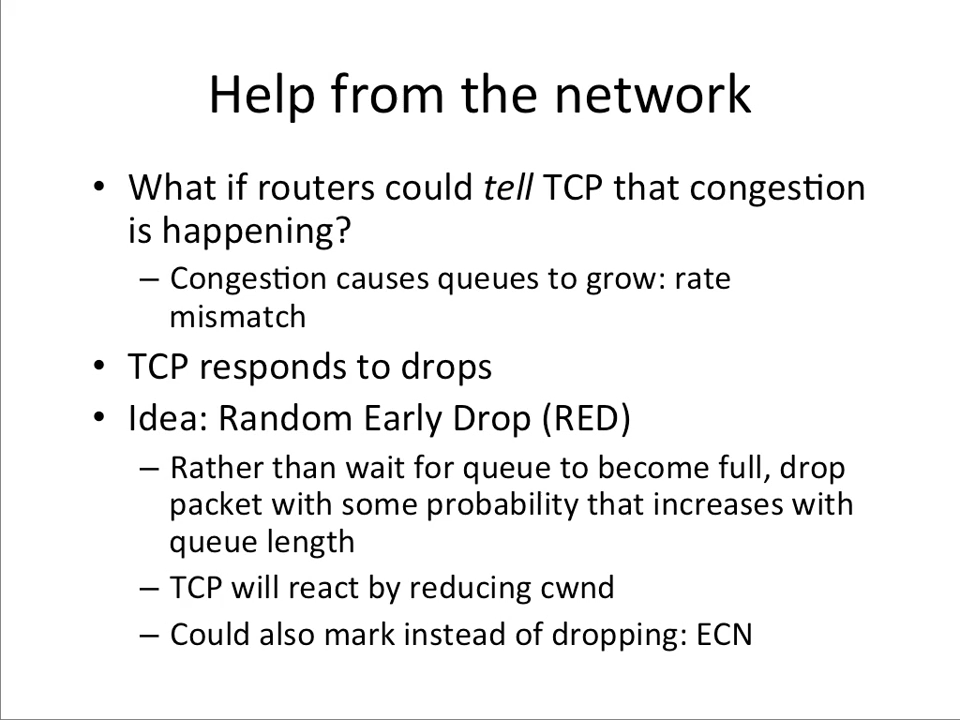 Help from the network
• What if routers could tell TCP that congestion
is happening?
– Congestion causes queues to grow: rate
mismatch
• TCP responds to drops
• Idea: Random Early Drop (RED)
– Rather than wait for queue to become full, drop
packet with some probability that increases with
queue length
– TCP will react by reducing cwnd
– Could also mark instead of dropping: ECN